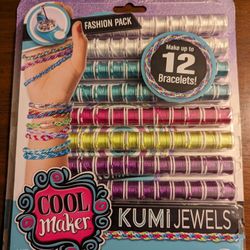 FASHION PACK
Make up to
12
Bracelets!
COOL
Maker
KUMI JEWELS